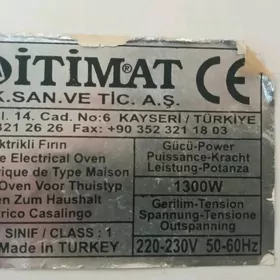 DİTİMAT CE
K.SAN.VE TİC. A.Ş.
l. 14. Cad. No:6 KAYSERİ / TÜRKİYE
321 26 26 Fax: +90 352 321 18 03
ktrikli Fırın
e Electrical Oven
rique de Type Maison
Oven Voor Thuistyp
en Zum Haushalt
rico Casalingo
SINIF / CLASS : 1
Made in TURKEY
Gücü-Power
Puissance-Kracht
Leistung-Potanza
1300W
Gerilim-Tension
Spannung-Tensione
Outspanning
220-230V 50-60Hz